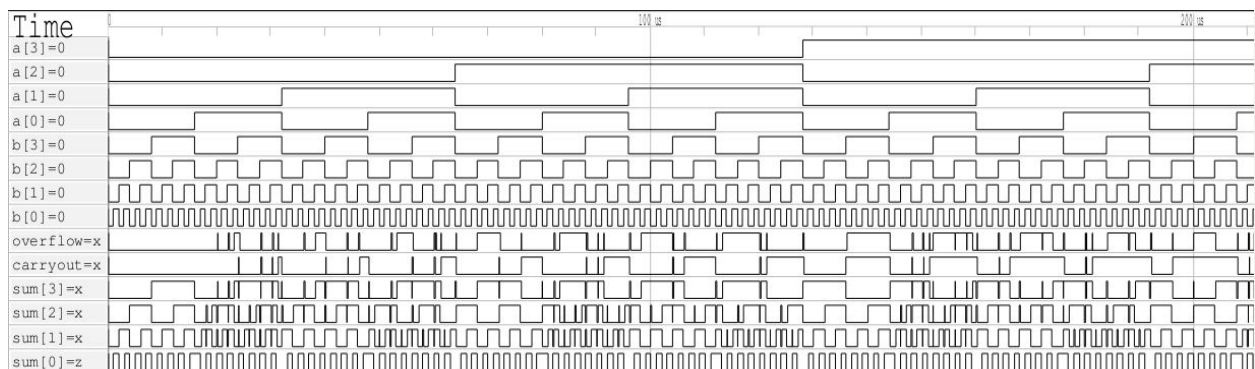 Time
0 100 us 200 us
a[3]=0
a[2]=0
a[1]=0
a[0]=0
b[3]=0
b[2]=0
b[1]=0
b[0]=0
overflow=x
carryout=x
sum[3]=x
sum[2]=x
sum[1]=x
sum[0]=z